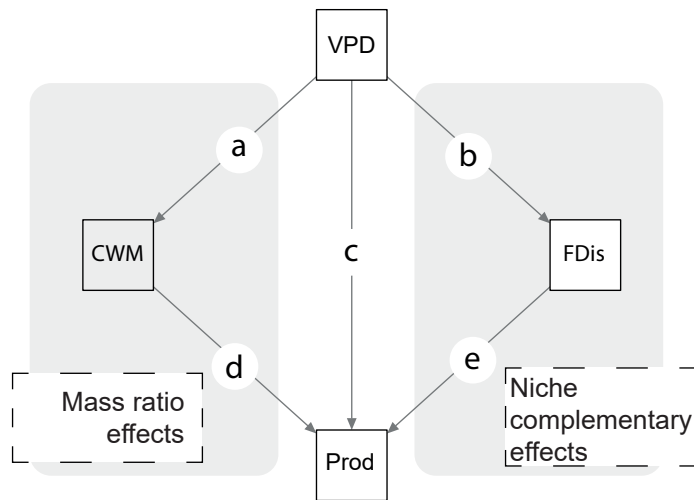 VPD
a
b
CWM
c
FDis
d
e
Mass ratio
effects
Niche
complementary
effects
Prod